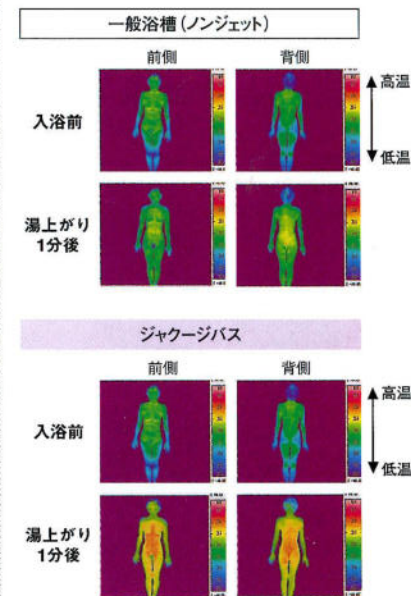 一般浴槽（ノンジェット）
前側 背側
入浴前
高温
低温
湯上がり
1分後
ジャクージバス
前側 背側
入浴前
高温
低温
湯上がり
1分後